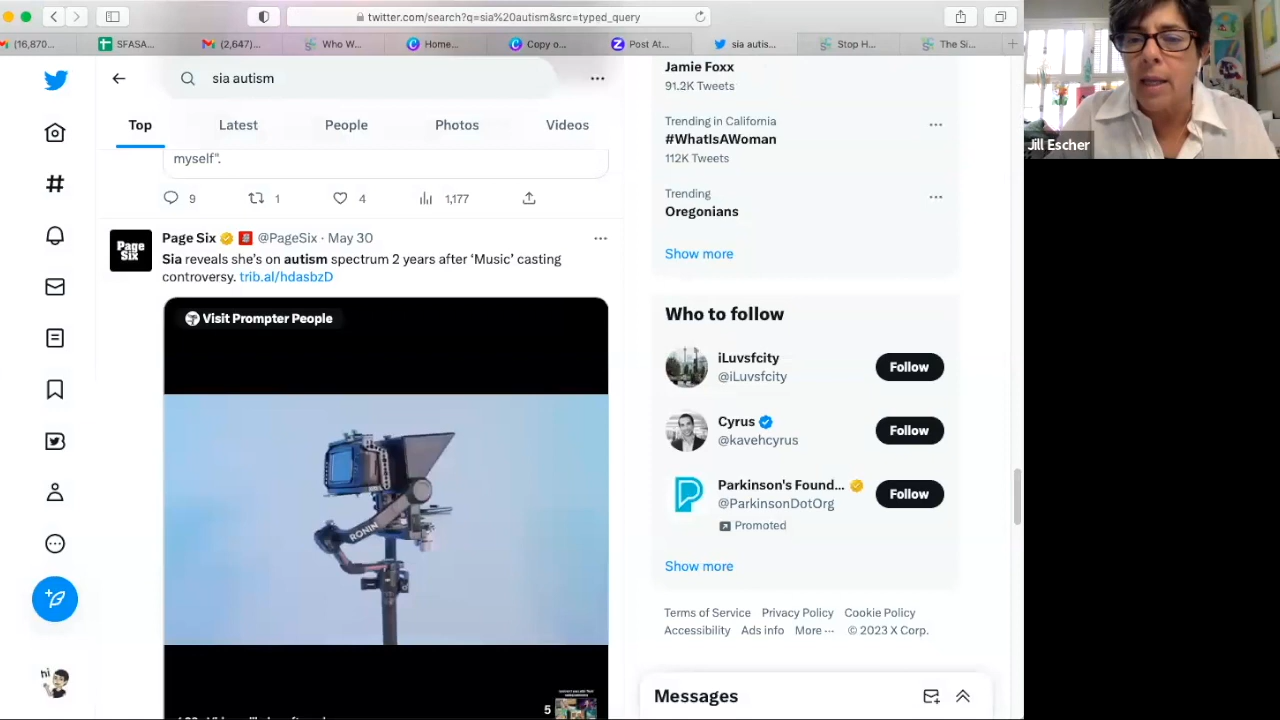 twitter.com/search?q=sia%20autism&src=typed_query
(16,870...
SFASA...
(2,647)...
Who W...
Home...
Copy o...
Post At...
sia autis...
Stop H...
The Si...
sia autism
Top
Latest
People
Photos
Videos
myself".
9
1
4
1,177
Page Six
Page Six @PageSix · May 30
Sia reveals she's on autism spectrum 2 years after 'Music' casting
controversy. trib.al/hdasbzD
Visit Prompter People
RONIN
5
Jamie Foxx
91.2K Tweets
Trending in California
#WhatIsAWoman
112K Tweets
Trending
Oregonians
Show more
Who to follow
iLuvsfcity
@iLuvsfcity
Follow
Cyrus
@kavehcyrus
Follow
Parkinson's Found...
@ParkinsonDotOrg
Promoted
Follow
Show more
Terms of Service Privacy Policy Cookie Policy
Accessibility Ads info More ··· © 2023 X Corp.
Messages
hi
Jill Escher